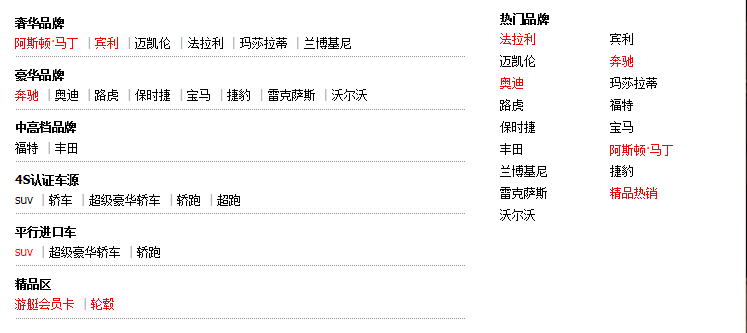 奢华品牌
阿斯顿·马丁 | 宾利 | 迈凯伦 | 法拉利 | 玛莎拉蒂 | 兰博基尼
豪华品牌
奔驰 | 奥迪 | 路虎 | 保时捷 | 宝马 | 捷豹 | 雷克萨斯 | 沃尔沃
中高档品牌
福特 | 丰田
4S认证车源
suv | 轿车 | 超级豪华轿车 | 轿跑 | 超跑
平行进口车
suv | 超级豪华轿车 | 轿跑
精品区
游艇会员卡 | 轮毂
热门品牌
法拉利 宾利
迈凯伦 奔驰
奥迪 玛莎拉蒂
路虎 福特
保时捷 宝马
丰田 阿斯顿·马丁
兰博基尼 捷豹
雷克萨斯 精品热销
沃尔沃